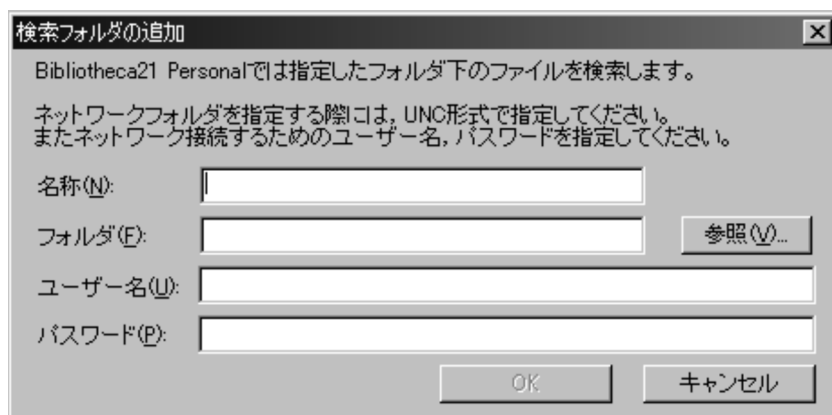 検索フォルダの追加
Bibliotheca21 Personalでは指定したフォルダ下のファイルを検索します。
ネットワークフォルダを指定する際には，UNC形式で指定してください。
またネットワーク接続するためのユーザー名，パスワードを指定してください。
名称(N):
フォルダ(F):
参照(V)...
ユーザー名(U):
パスワード(P):
OK
キャンセル